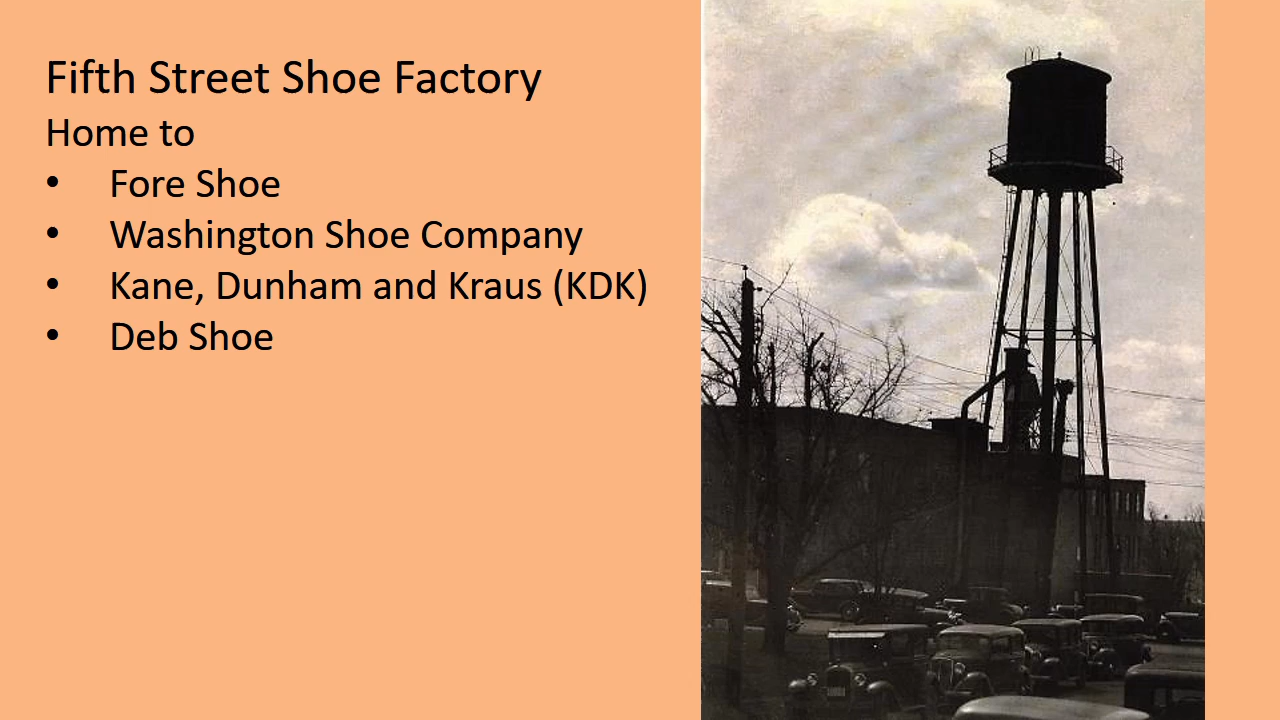 Fifth Street Shoe Factory
Home to
• Fore Shoe
• Washington Shoe Company
• Kane, Dunham and Kraus (KDK)
• Deb Shoe